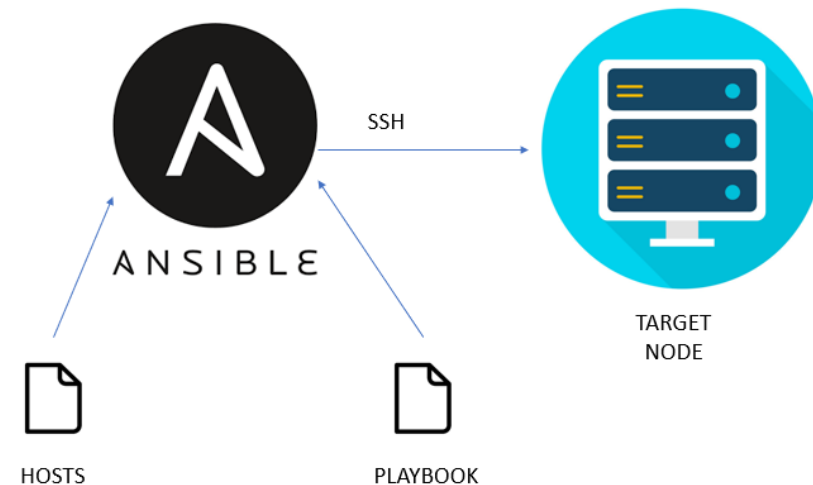 SSH
ANSIBLE
TARGET
NODE
HOSTS
PLAYBOOK